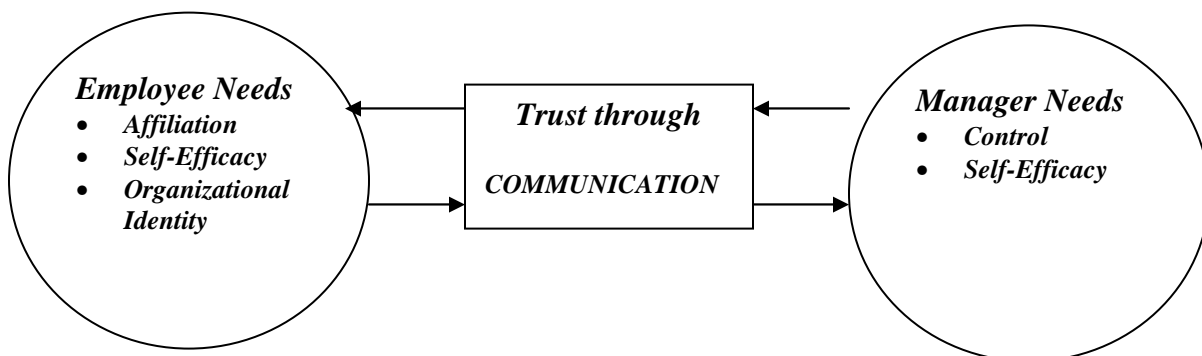 Employee Needs
• Affiliation
• Self-Efficacy
• Organizational
Identity
Trust through
COMMUNICATION
Manager Needs
• Control
• Self-Efficacy